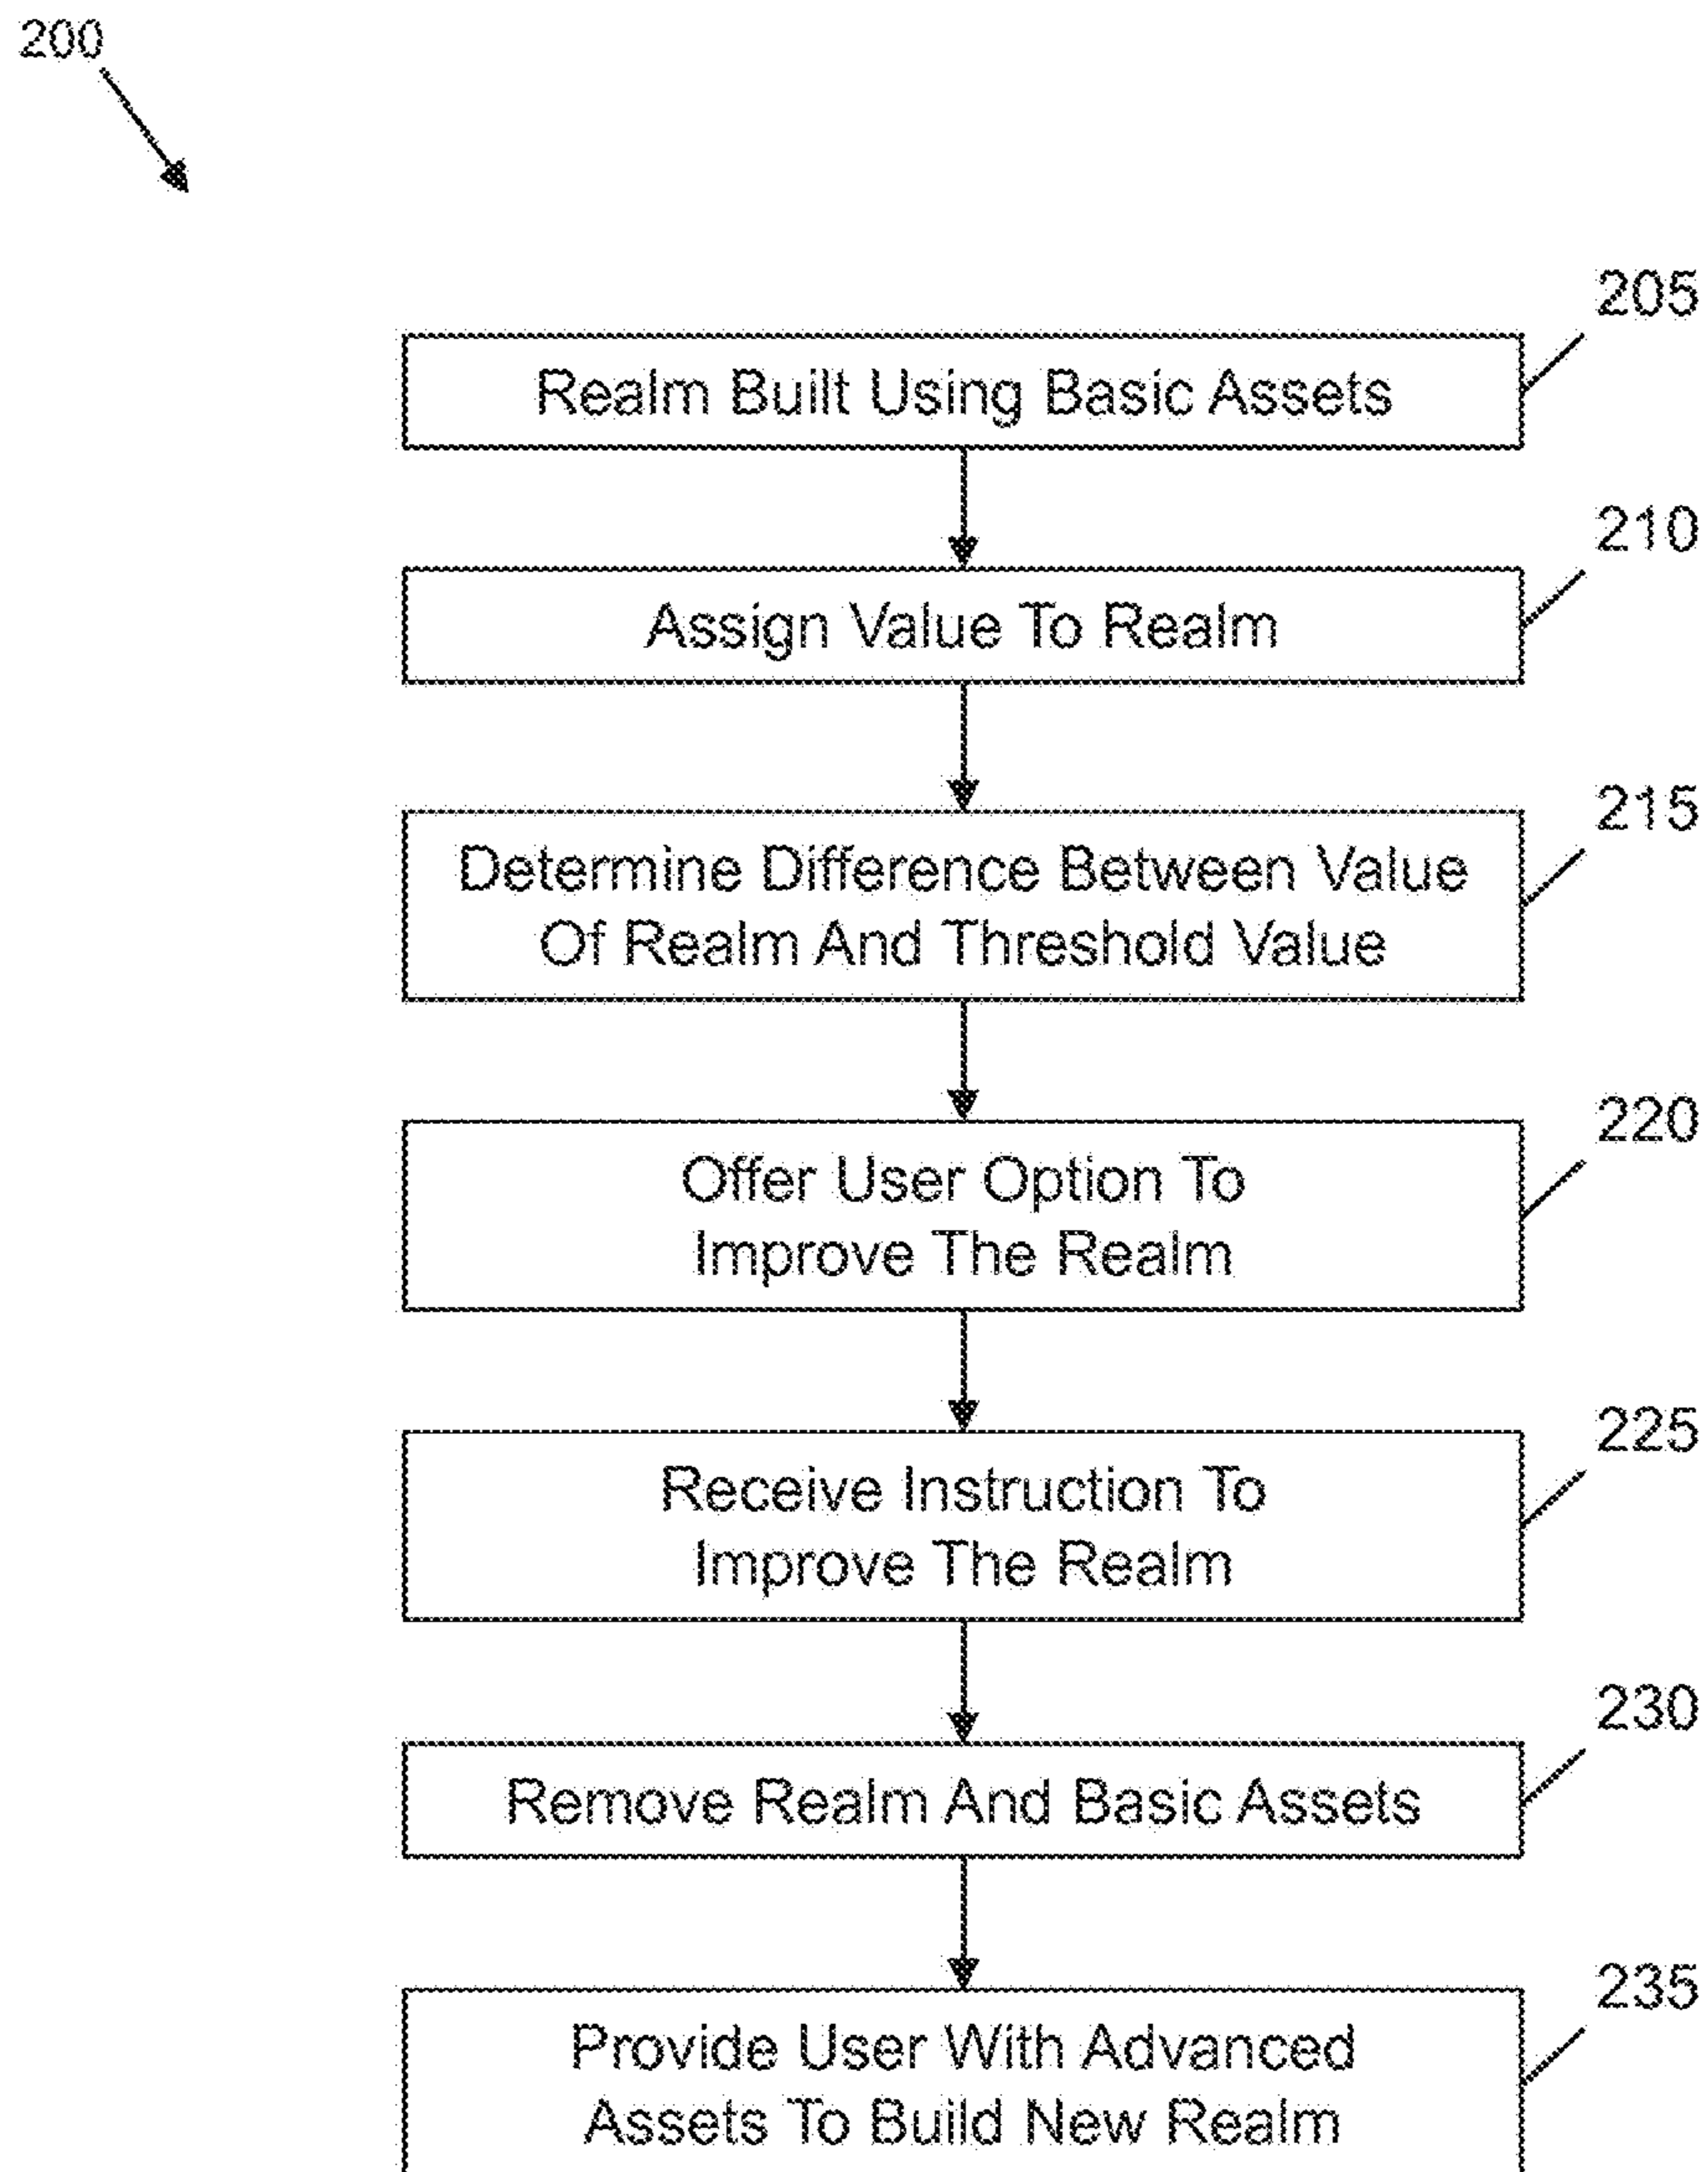 200
205
Realm Built Using Basic Assets
210
Assign Value To Realm
215
Determine Difference Between Value
Of Realm And Threshold Value
220
Offer User Option To
Improve The Realm
225
Receive Instruction To
Improve The Realm
230
Remove Realm And Basic Assets
235
Provide User With Advanced
Assets To Build New Realm